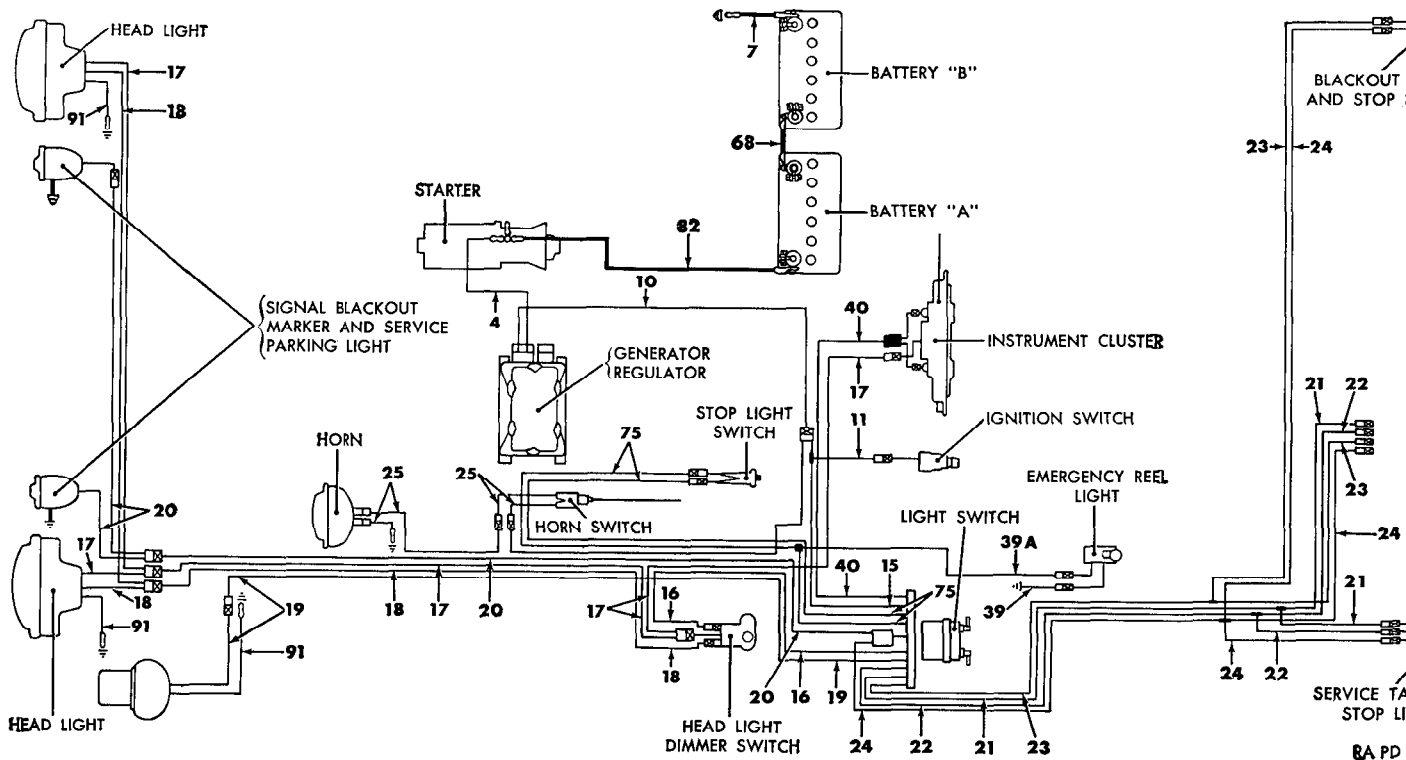 HEAD LIGHT
17
18
91
7
BATTERY "B"
BLACKOUT
AND STOP
23
24
68
STARTER
BATTERY "A"
82
10
4
40
SIGNAL BLACKOUT
MARKER AND SERVICE
PARKING LIGHT
INSTRUMENT CLUSTER
GENERATOR
REGULATOR
17
21
22
STOP LIGHT
SWITCH
11
IGNITION SWITCH
75
HORN
25
25
EMERGENCY REEL
LIGHT
23
20
HORN SWITCH
LIGHT SWITCH
24
17
39A
40
15
75
21
18
19
18
17
20
17
16
39
91
91
18
20
16
19
24
22
HEAD LIGHT
HEAD LIGHT
DIMMER SWITCH
24
22
21
23
SERVICE TA
STOP LI
RA PD